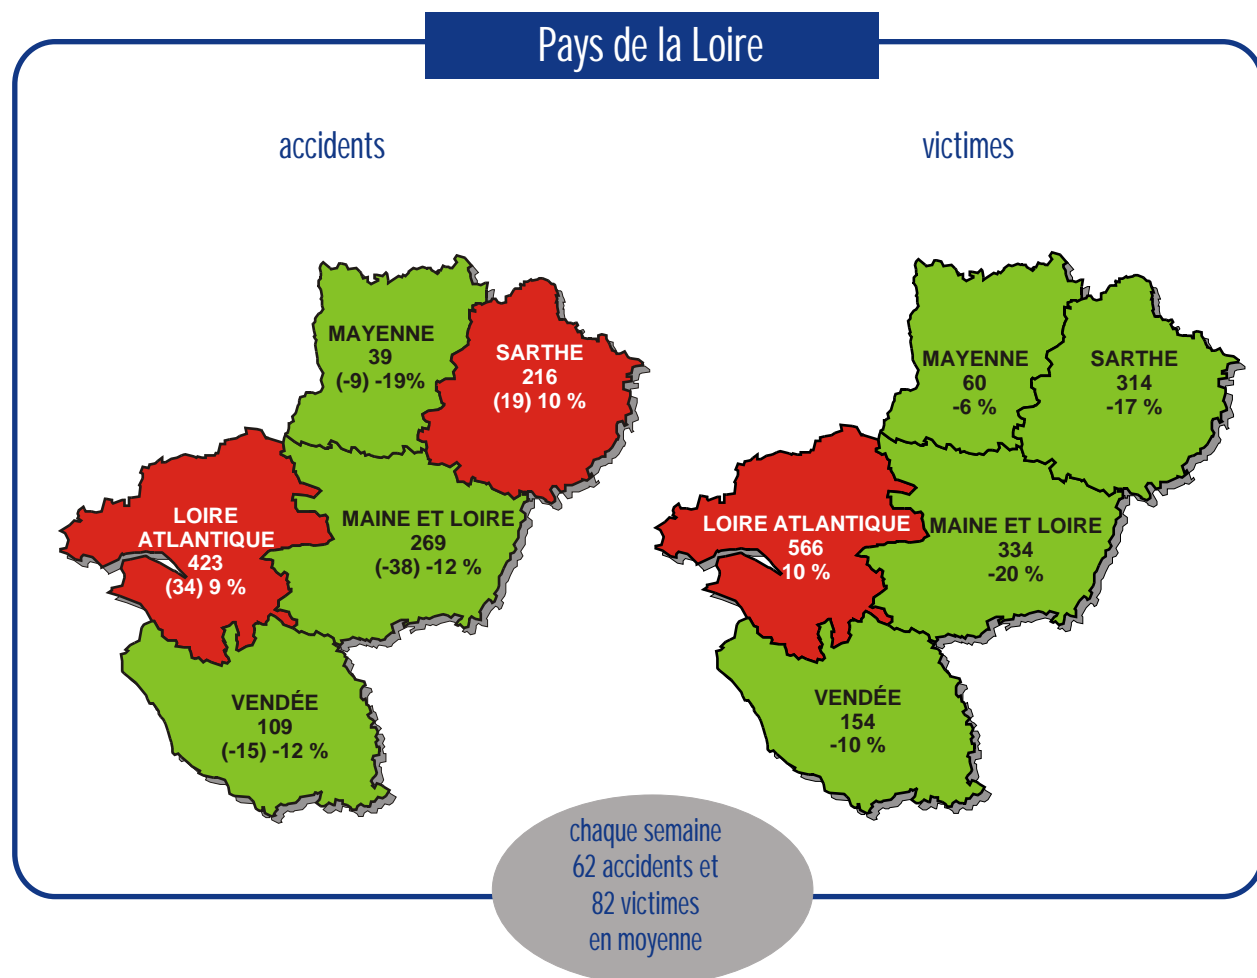 Pays de la Loire
accidents
MAYENNE
39
(-9) -19%
SARTHE
216
(19) 10 %
LOIRE
ATLANTIQUE
423
(34) 9 %
MAINE ET LOIRE
269
(-38) -12 %
VENDÉE
109
(-15) -12 %
victimes
MAYENNE
60
-6 %
SARTHE
314
-17 %
LOIRE ATLANTIQUE
566
10 %
MAINE ET LOIRE
334
-20 %
VENDÉE
154
-10 %
chaque semaine
62 accidents et
82 victimes
en moyenne